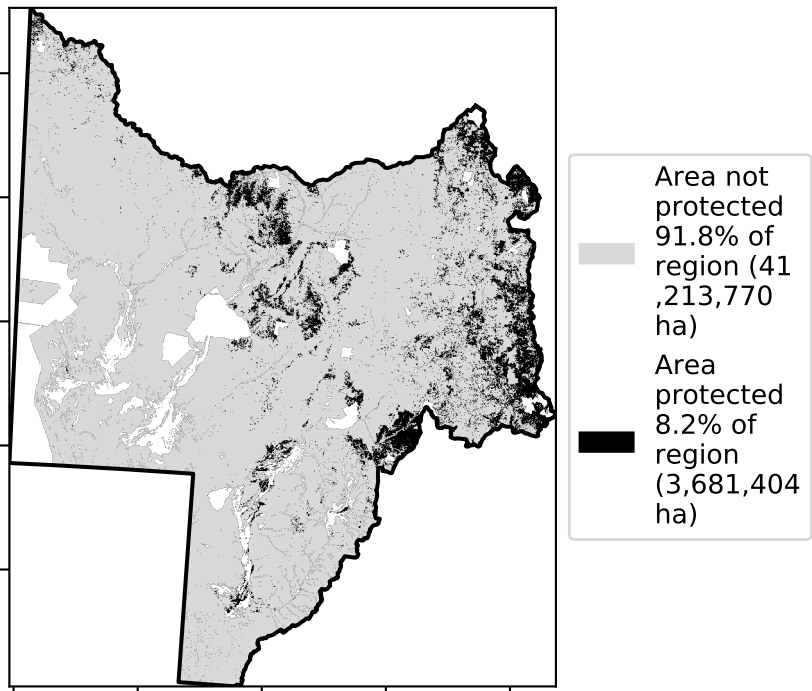 Area not
protected
91.8% of
region (41
,213,770
ha)
Area
protected
8.2% of
region
(3,681,404
ha)